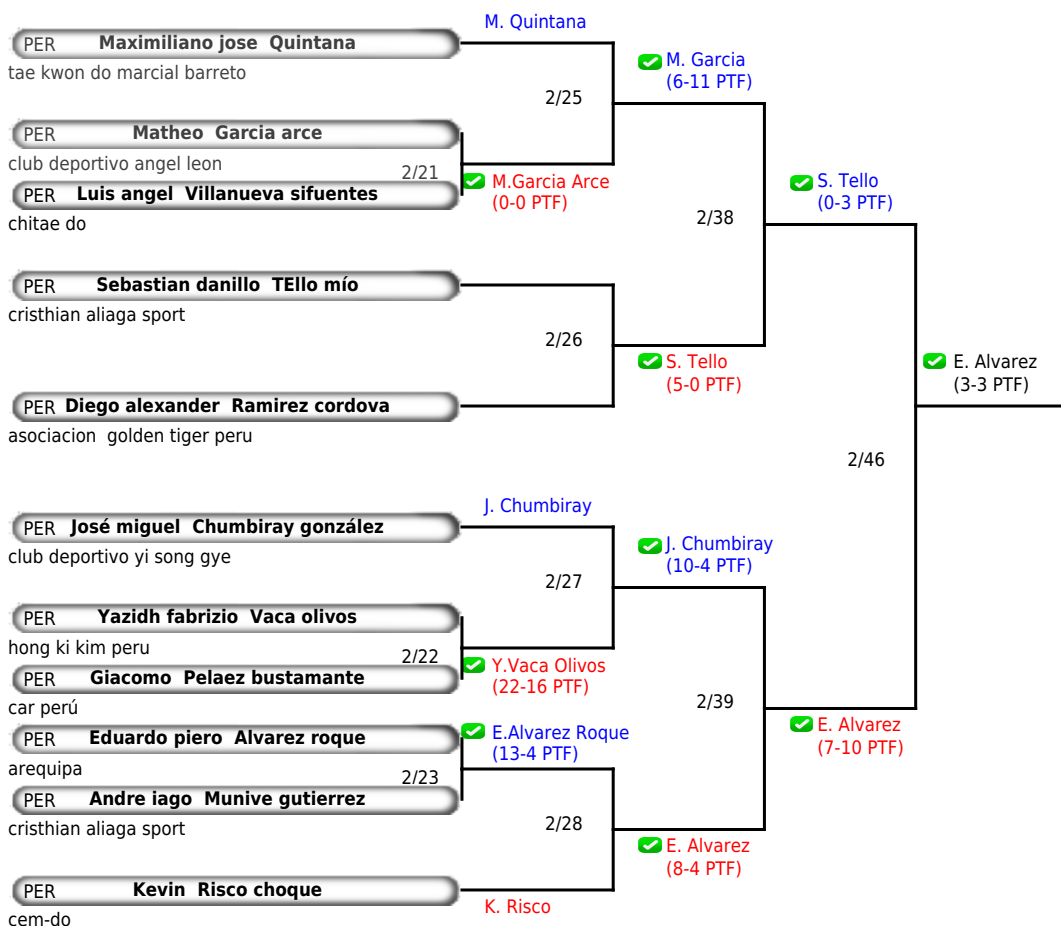 M. Quintana
PER Maximiliano jose Quintana
tae kwon do marcial barreto
M. Garcia
(6-11 PTF)
2/25
PER Matheo Garcia arce
club deportivo angel leon
2/21
M.Garcia Arce
(0-0 PTF)
PER Luis angel Villanueva sifuentes
chitae do
S. Tello
(0-3 PTF)
2/38
PER Sebastian danillo TEllo mío
cristhian aliaga sport
2/26
S. Tello
(5-0 PTF)
E. Alvarez
(3-3 PTF)
PER Diego alexander Ramirez cordova
asociacion golden tiger peru
2/46
J. Chumbiray
PER José miguel Chumbiray gonzález
club deportivo yi song gye
J. Chumbiray
(10-4 PTF)
2/27
PER Yazidh fabrizio Vaca olivos
hong ki kim peru
2/22
Y.Vaca Olivos
(22-16 PTF)
PER Giacomo Pelaez bustamante
car perú
2/39
E. Alvarez
(7-10 PTF)
PER Eduardo piero Alvarez roque
arequipa
E.Alvarez Roque
(13-4 PTF)
2/23
PER Andre iago Munive gutierrez
cristhian aliaga sport
2/28
E. Alvarez
(8-4 PTF)
PER Kevin Risco choque
cem-do
K. Risco